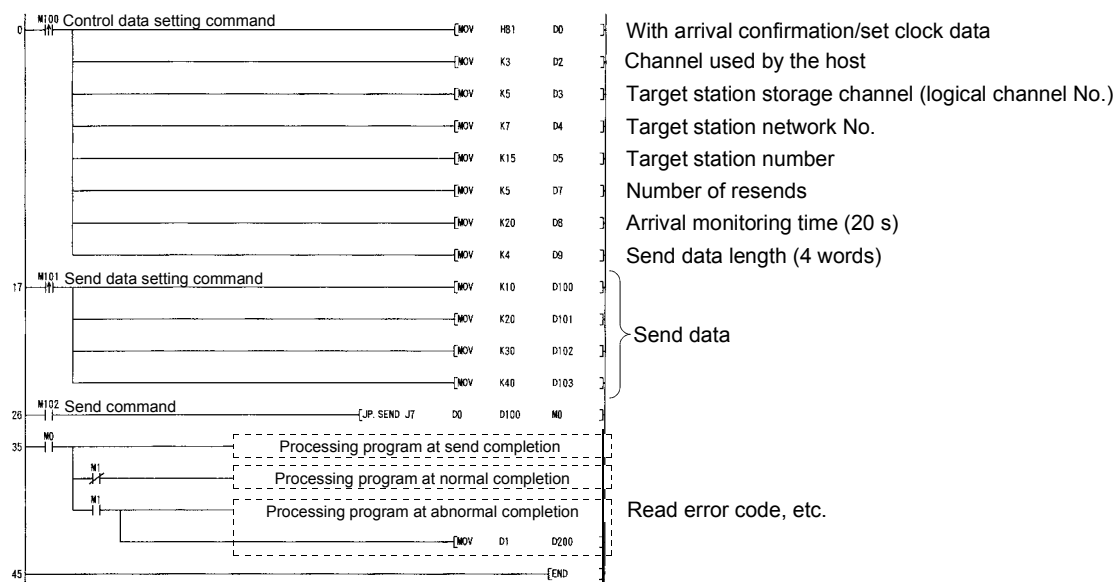 M100 Control data setting command
0 [MOV H81 D0 ] With arrival confirmation/set clock data
[MOV K3 D2 ] Channel used by the host
[MOV K5 D3 ] Target station storage channel (logical channel No.)
[MOV K7 D4 ] Target station network No.
[MOV K15 D5 ] Target station number
[MOV K5 D7 ] Number of resends
[MOV K20 D8 ] Arrival monitoring time (20 s)
[MOV K4 D9 ] Send data length (4 words)
M101 Send data setting command
17 [MOV K10 D100 ]
[MOV K20 D101 ]
Send data
[MOV K30 D102 ]
[MOV K40 D103 ]
M102 Send command
26 [JP.SEND J7 D0 D100 M0 ]
M0
35 Processing program at send completion
M1
Processing program at normal completion
M1
Processing program at abnormal completion Read error code, etc.
[MOV D1 D200 ]
45 [END ]